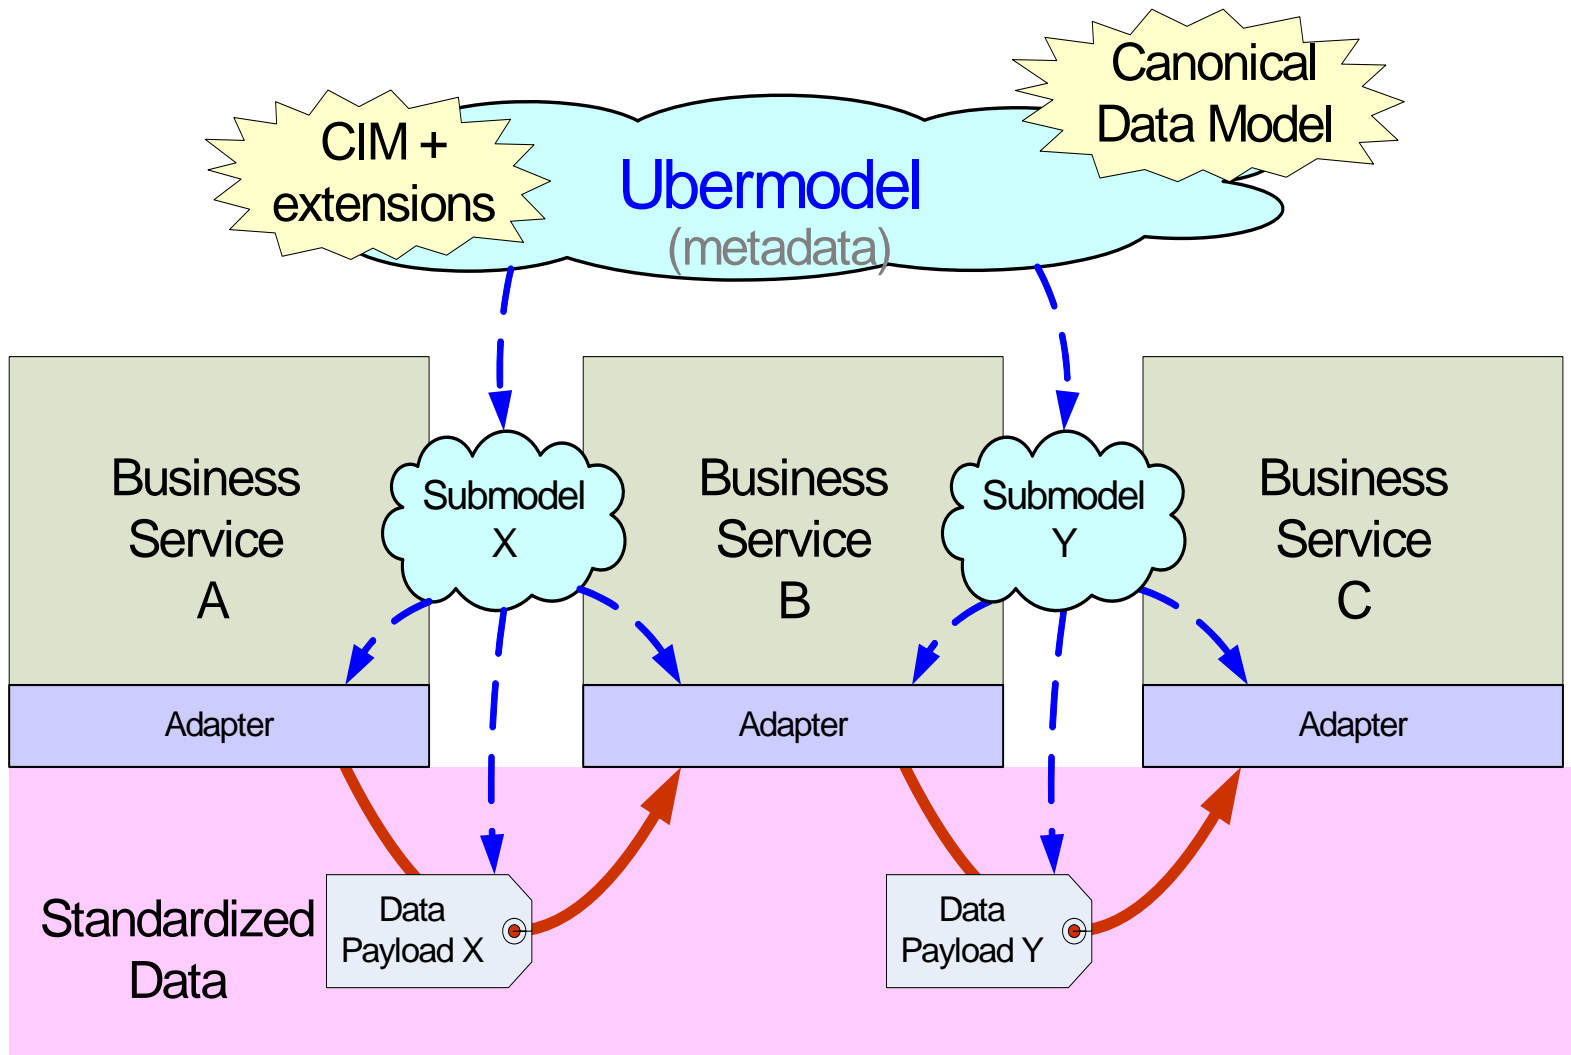 Canonical
Data Model
CIM +
extensions
Ubermodel
(metadata)
Business
Service
A
Submodel
X
Business
Service
B
Submodel
Y
Business
Service
C
Adapter
Adapter
Adapter
Standardized
Data
Data
Payload X
Data
Payload Y